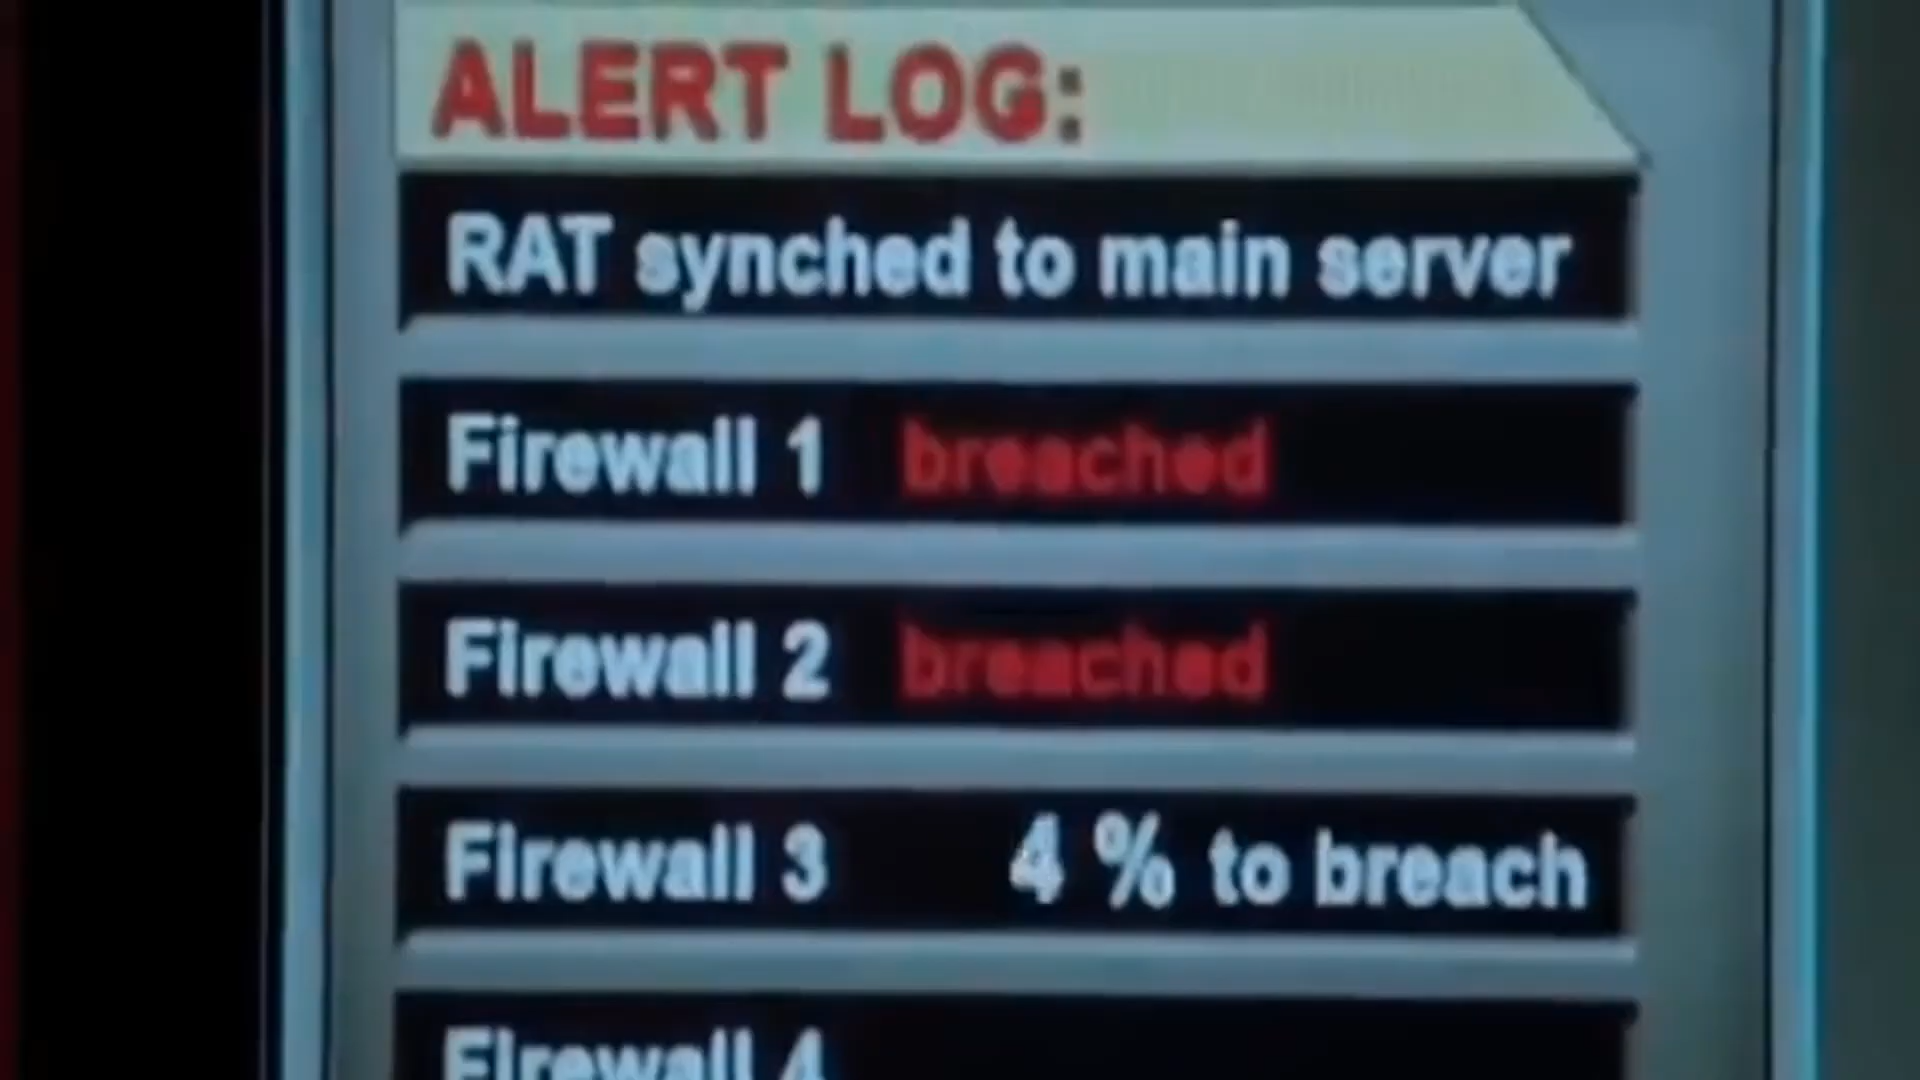 ALERT LOG:
RAT synched to main server
Firewall 1 breached
Firewall 2 breached
Firewall 3 4 % to breach
Firewall 4